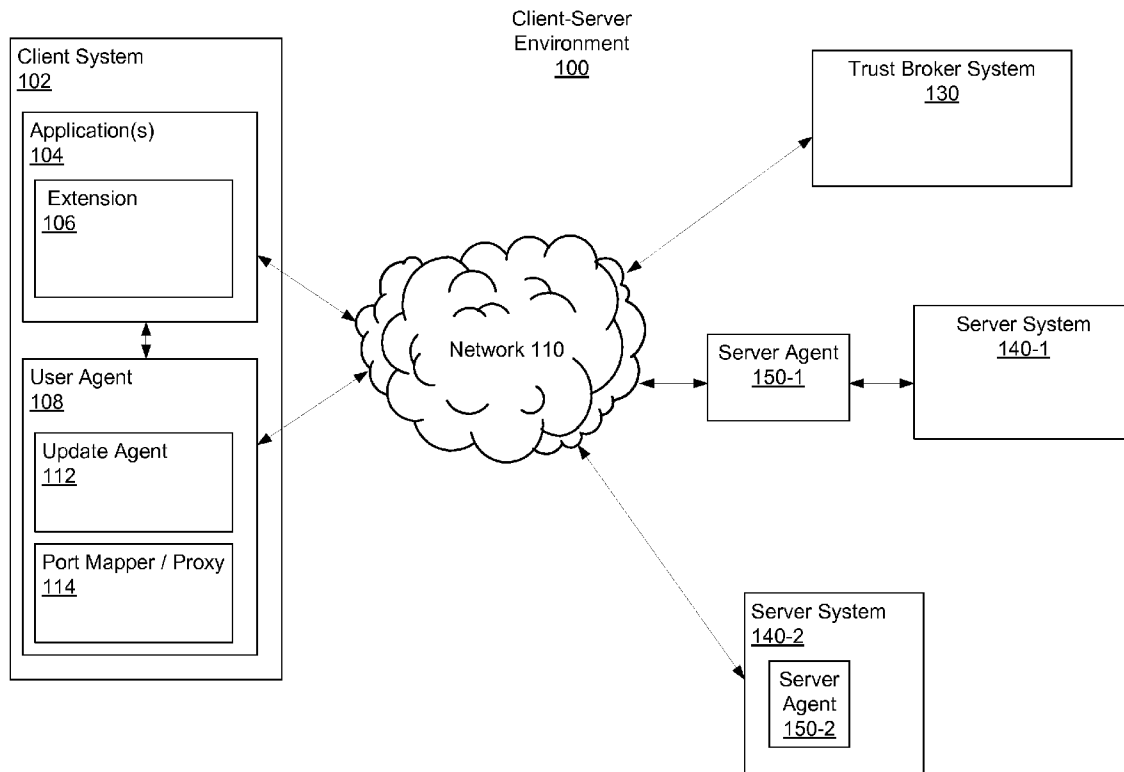 Client-Server
Environment
100
Client System
102
Application(s)
104
Extension
106
User Agent
108
Update Agent
112
Port Mapper / Proxy
114
Network 110
Trust Broker System
130
Server Agent
150-1
Server System
140-1
Server System
140-2
Server
Agent
150-2